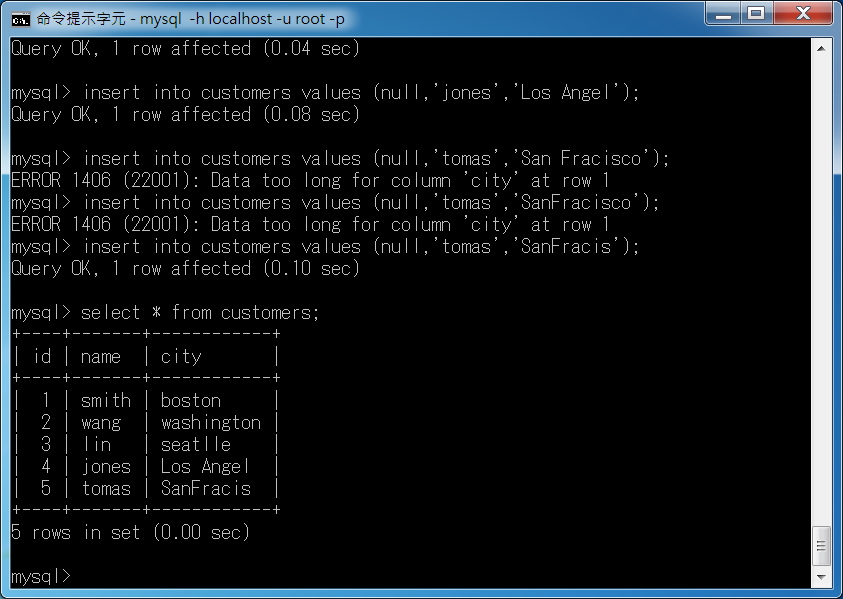 命令提示字元 - mysql -h localhost -u root -p
Query OK, 1 row affected (0.04 sec)
mysql> insert into customers values (null,'jones','Los Angel');
Query OK, 1 row affected (0.08 sec)
mysql> insert into customers values (null,'tomas','San Fracisco');
ERROR 1406 (22001): Data too long for column 'city' at row 1
mysql> insert into customers values (null,'tomas','SanFracisco');
ERROR 1406 (22001): Data too long for column 'city' at row 1
mysql> insert into customers values (null,'tomas','SanFracis');
Query OK, 1 row affected (0.10 sec)
mysql> select * from customers;
+----+-------+------------+
| id | name  | city       |
+----+-------+------------+
|  1 | smith | boston     |
|  2 | wang  | washington |
|  3 | lin   | seatlle    |
|  4 | jones | Los Angel  |
|  5 | tomas | SanFracis  |
+----+-------+------------+
5 rows in set (0.00 sec)
mysql>